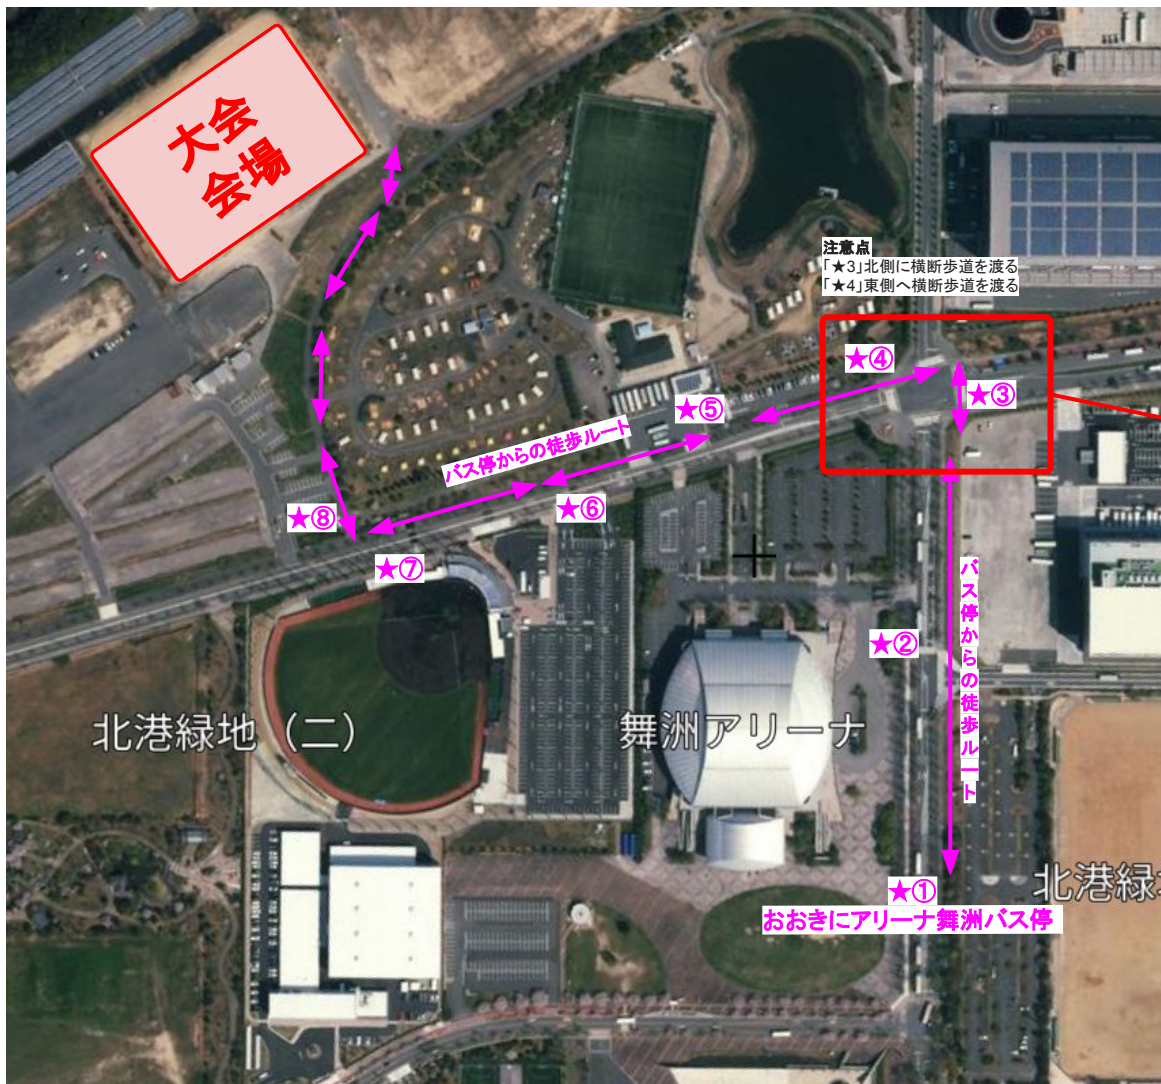 大会
会場
注意点
「★3」北側に横断歩道を渡る
「★4」東側へ横断歩道を渡る
★④
★③
★⑤
バス停からの徒歩ルート
★⑥
★⑧
★⑦
バス停からの徒歩ルート
★②
北港緑地（二）
舞洲アリーナ
北港緑
★①
おおきにアリーナ舞洲バス停